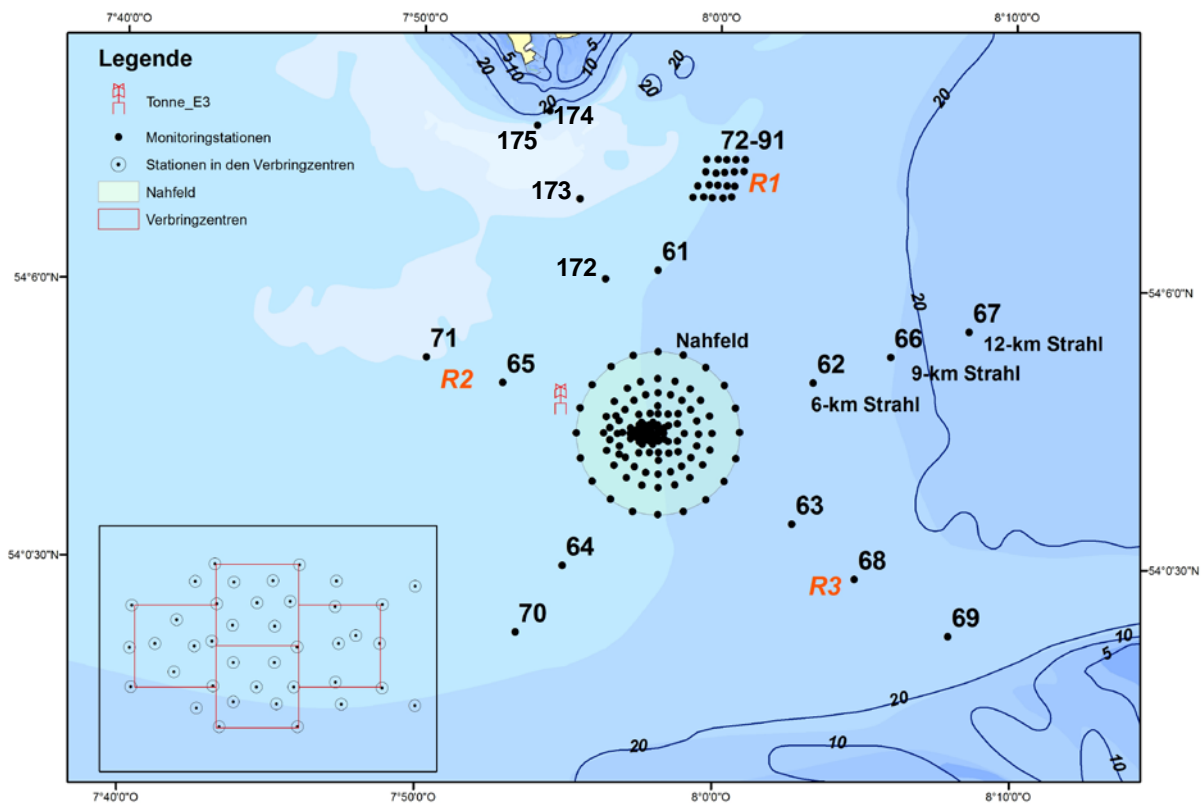 7°40'0"O 7°50'0"O 8°0'0"O 8°10'0"O
Legende
Tonne_E3
Monitoringstationen
Stationen in den Verbringzentren
Nahfeld
Verbringzentren
20
5
10
5
10
20
20
20
20
20
174
175
72-91
R1
173
61
172
54°6'0"N
54°6'0"N
20
67
12-km Strahl
66
9-km Strahl
71
R2
65
Nahfeld
62
6-km Strahl
63
54°0'30"N
54°0'30"N
64
68
R3
70
69
10
5
20
20
10
10
7°40'0"O 7°50'0"O 8°0'0"O 8°10'0"O